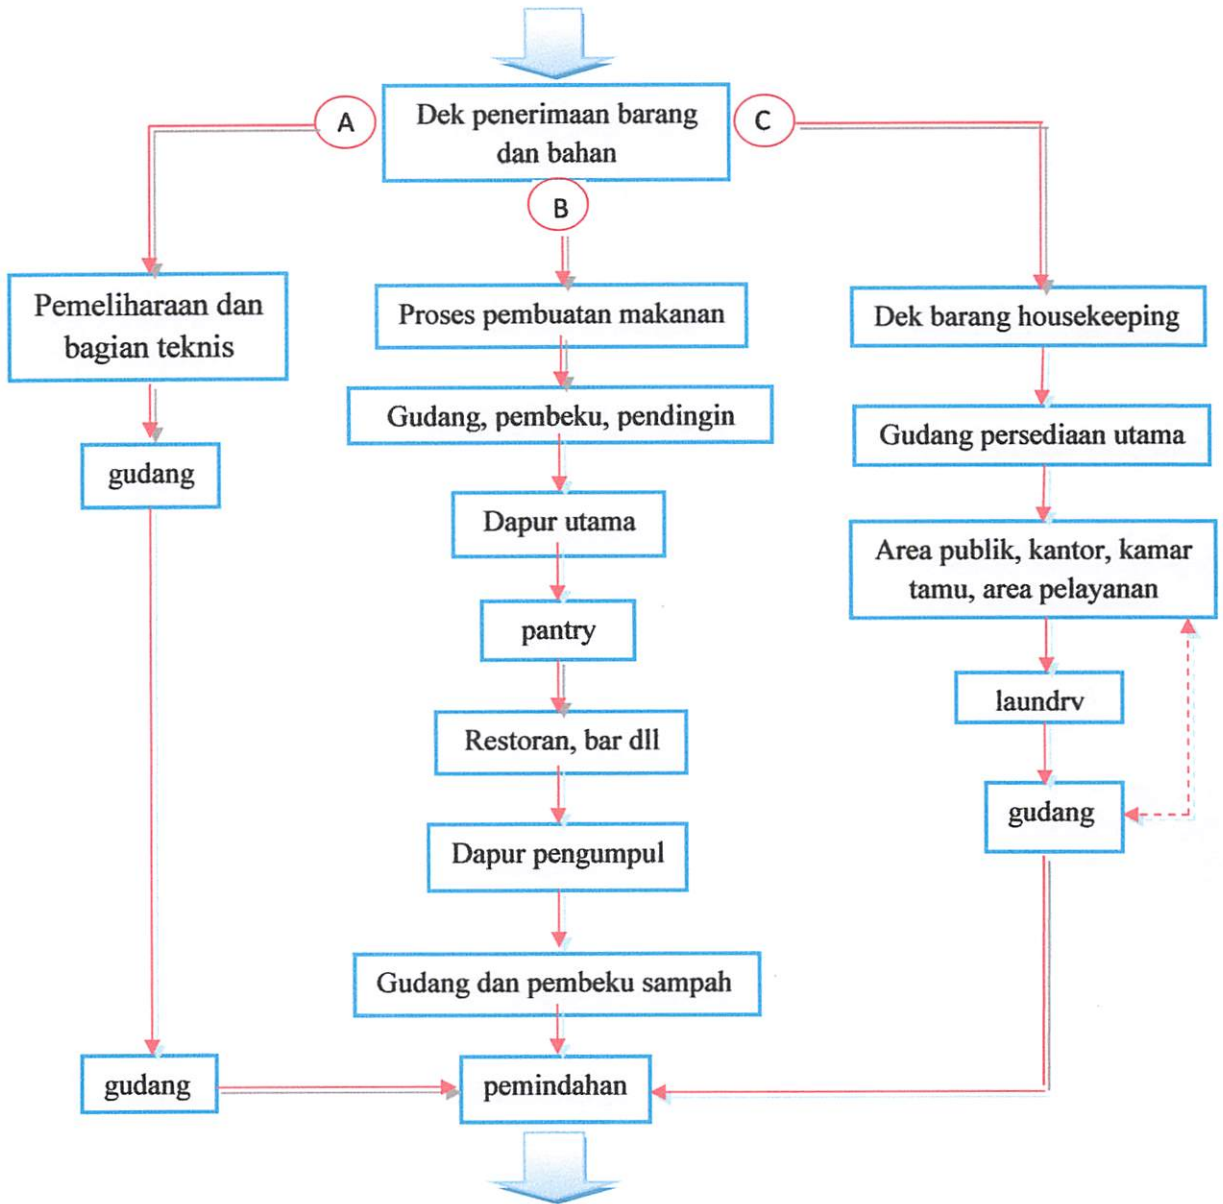 Dek penerimaan barang
dan bahan
A
B
C
Pemeliharaan dan
bagian teknis
gudang
gudang
Proses pembuatan makanan
Gudang, pembeku, pendingin
Dapur utama
pantry
Restoran, bar dll
Dapur pengumpul
Gudang dan pembeku sampah
pemindahan
Dek barang housekeeping
Gudang persediaan utama
Area publik, kantor, kamar
tamu, area pelayanan
laundrv
gudang